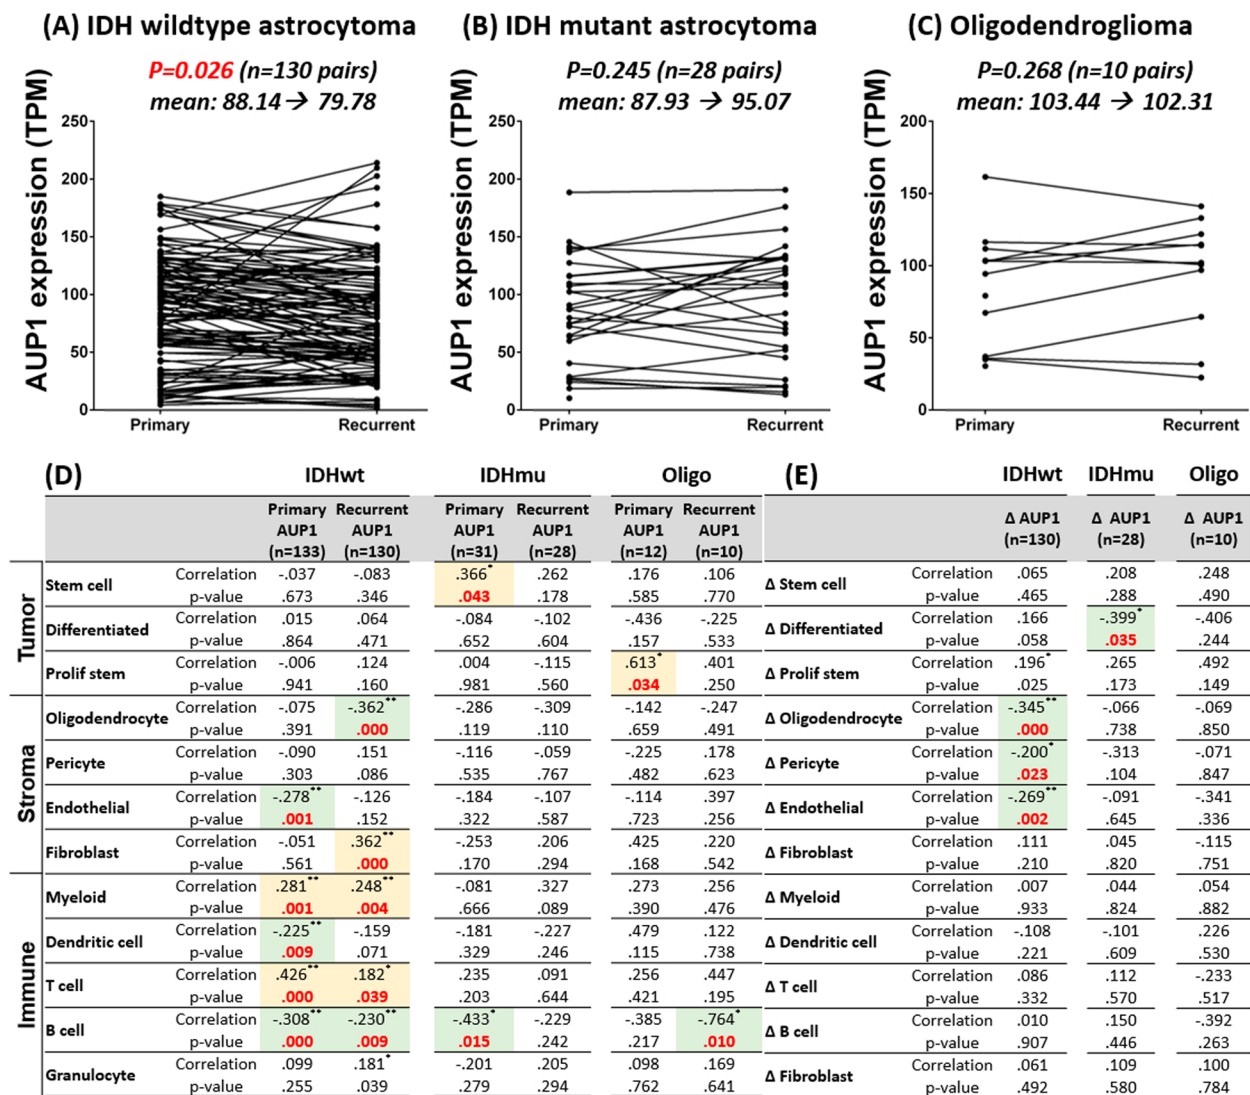 (A) IDH wildtype astrocytoma
P=0.026 (n=130 pairs)
mean: 88.14→ 79.78
AUP1 expression (TPM)
250
200
150
100
50
0
Primary
Recurrent
(B) IDH mutant astrocytoma
P=0.245 (n=28 pairs)
mean: 87.93 → 95.07
AUP1 expression (TPM)
250
200
150
100
50
0
Primary
Recurrent
(C) Oligodendroglioma
P=0.268 (n=10 pairs)
mean: 103.44 → 102.31
AUP1 expression (TPM)
200
150
100
50
0
Primary
Recurrent
(D) IDHwt IDHmu Oligo
Primary Recurrent Primary Recurrent Primary Recurrent
AUP1 AUP1 AUP1 AUP1 AUP1 AUP1
(n=133) (n=130) (n=31) (n=28) (n=12) (n=10)
Tumor
Stem cell Correlation -.037 -.083 .366* .262 .176 .106
p-value .673 .346 .043 .178 .585 .770
Differentiated Correlation .015 .064 -.084 -.102 -.436 -.225
p-value .864 .471 .652 .604 .157 .533
Prolif stem Correlation -.006 .124 .004 -.115 .613* .401
p-value .941 .160 .981 .560 .034 .250
Stroma
Oligodendrocyte Correlation -.075 -.362** -.286 -.309 -.142 -.247
p-value .391 .000 .119 .110 .659 .491
Pericyte Correlation -.090 .151 -.116 -.059 -.225 .178
p-value .303 .086 .535 .767 .482 .623
Endothelial Correlation -.278** -.126 -.184 -.107 -.114 .397
p-value .001 .152 .322 .587 .723 .256
Fibroblast Correlation -.051 .362** -.253 .206 .425 .220
p-value .561 .000 .170 .294 .168 .542
Immune
Myeloid Correlation .281** .248** -.081 .327 .273 .256
p-value .001 .004 .666 .089 .390 .476
Dendritic cell Correlation -.225** -.159 -.181 -.227 .479 .122
p-value .009 .071 .329 .246 .115 .738
T cell Correlation .426** .182* .235 .091 .256 .447
p-value .000 .039 .203 .644 .421 .195
B cell Correlation -.308** -.230** -.433* -.229 -.385 -.764*
p-value .000 .009 .015 .242 .217 .010
Granulocyte Correlation .099 .181* -.201 .205 .098 .169
p-value .255 .039 .279 .294 .762 .641
(E) IDHwt IDHmu Oligo
Δ AUP1 Δ AUP1 Δ AUP1
(n=130) (n=28) (n=10)
Δ Stem cell Correlation .065 .208 .248
p-value .465 .288 .490
Δ Differentiated Correlation .166 -.399* -.406
p-value .058 .035 .244
Δ Prolif stem Correlation .196* .265 .492
p-value .025 .173 .149
Δ Oligodendrocyte Correlation -.345** -.066 -.069
p-value .000 .738 .850
Δ Pericyte Correlation -.200* -.313 -.071
p-value .023 .104 .847
Δ Endothelial Correlation -.269** -.091 -.341
p-value .002 .645 .336
Δ Fibroblast Correlation .111 .045 -.115
p-value .210 .820 .751
Δ Myeloid Correlation .007 .044 .054
p-value .933 .824 .882
Δ Dendritic cell Correlation -.108 -.101 .226
p-value .221 .609 .530
Δ T cell Correlation .086 .112 -.233
p-value .332 .570 .517
Δ B cell Correlation .010 .150 -.392
p-value .907 .446 .263
Δ Fibroblast Correlation .061 .109 .100
p-value .492 .580 .784